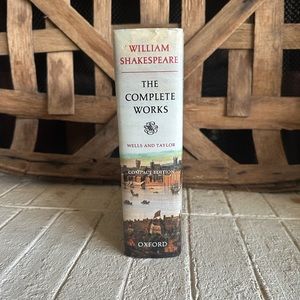 WILLIAM
SHAKESPEARE
THE
COMPLETE
WORKS
WELLS AND TAYLOR
COMPACT EDITION
OXFORD